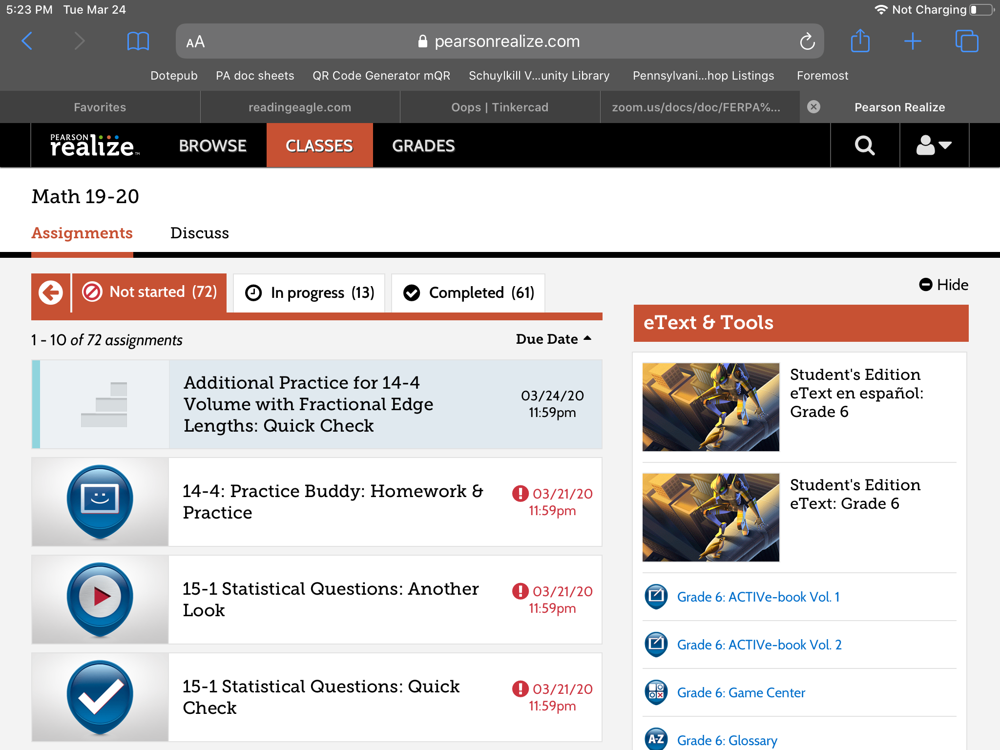 5:23 PM Tue Mar 24
Not Charging
AA
pearsonrealize.com
Dotepub PA doc sheets QR Code Generator mQR Schuylkill V...unity Library Pennsylvani...hop Listings Foremost
Favorites readingeagle.com Oops | Tinkercad zoom.us/docs/doc/FERPA%... Pearson Realize
PEARSON
realize™
BROWSE CLASSES GRADES
Math 19-20
Assignments Discuss
Not started (72) In progress (13) Completed (61)
Hide
1 - 10 of 72 assignments
Due Date
Additional Practice for 14-4
Volume with Fractional Edge
Lengths: Quick Check
03/24/20
11:59pm
14-4: Practice Buddy: Homework &
Practice
03/21/20
11:59pm
15-1 Statistical Questions: Another
Look
03/21/20
11:59pm
15-1 Statistical Questions: Quick
Check
03/21/20
11:59pm
eText & Tools
Student's Edition
eText en español:
Grade 6
Student's Edition
eText: Grade 6
Grade 6: ACTIVe-book Vol. 1
Grade 6: ACTIVe-book Vol. 2
Grade 6: Game Center
A-Z
Grade 6: Glossary